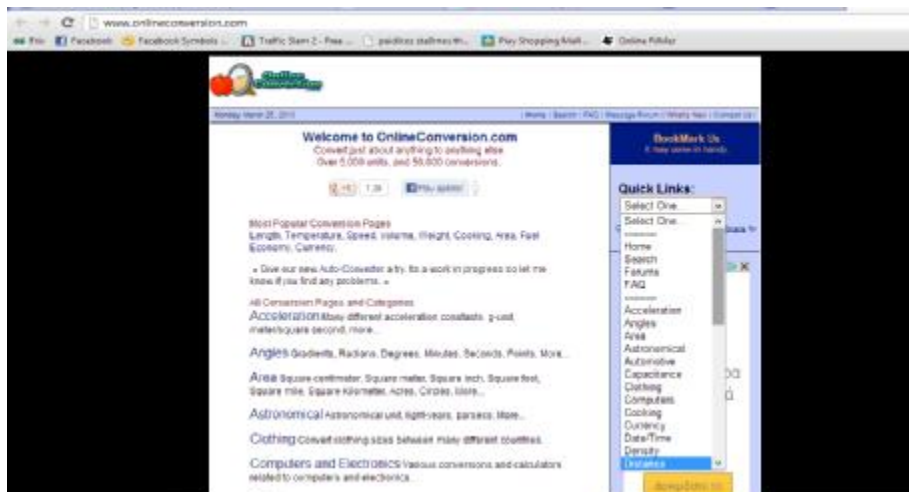 www.onlineconversion.com
Facebook
Facebook Symbols
Play Shopping Mall
Online
Conversion
Welcome to OnlineConversion.com
Convert just about anything to anything else
Over 5,000 units, and 50,000 conversions.
BookMark Us
Quick Links:
Select One
Select One
Home
Search
Forums
FAQ
Acceleration
Angles
Area
Astronomical
Automotive
Capacitance
Clothing
Computers
Cooking
Currency
Date/Time
Density
Distance
Most Popular Conversion Pages
Length, Temperature, Speed, Volume, Weight, Cooking, Area, Fuel
Economy, Currency.
Give our new Auto-Converter a try. Its a work in progress so let me
know if you find any problems.
All Conversion Pages and Categories
Acceleration Many different acceleration constants. g-unit,
meter/square second, more...
Angles Gradients, Radians, Degrees, Minutes, Seconds, Points, More...
Area Square centimeter, Square meter, Square inch, Square foot,
Square mile, Square Kilometer, Acres, Circles, More...
Astronomical Astronomical unit, light-years, parsecs, More...
Clothing Convert clothing sizes between many different countries.
Computers and Electronics Various conversions and calculators
related to computers and electronics.